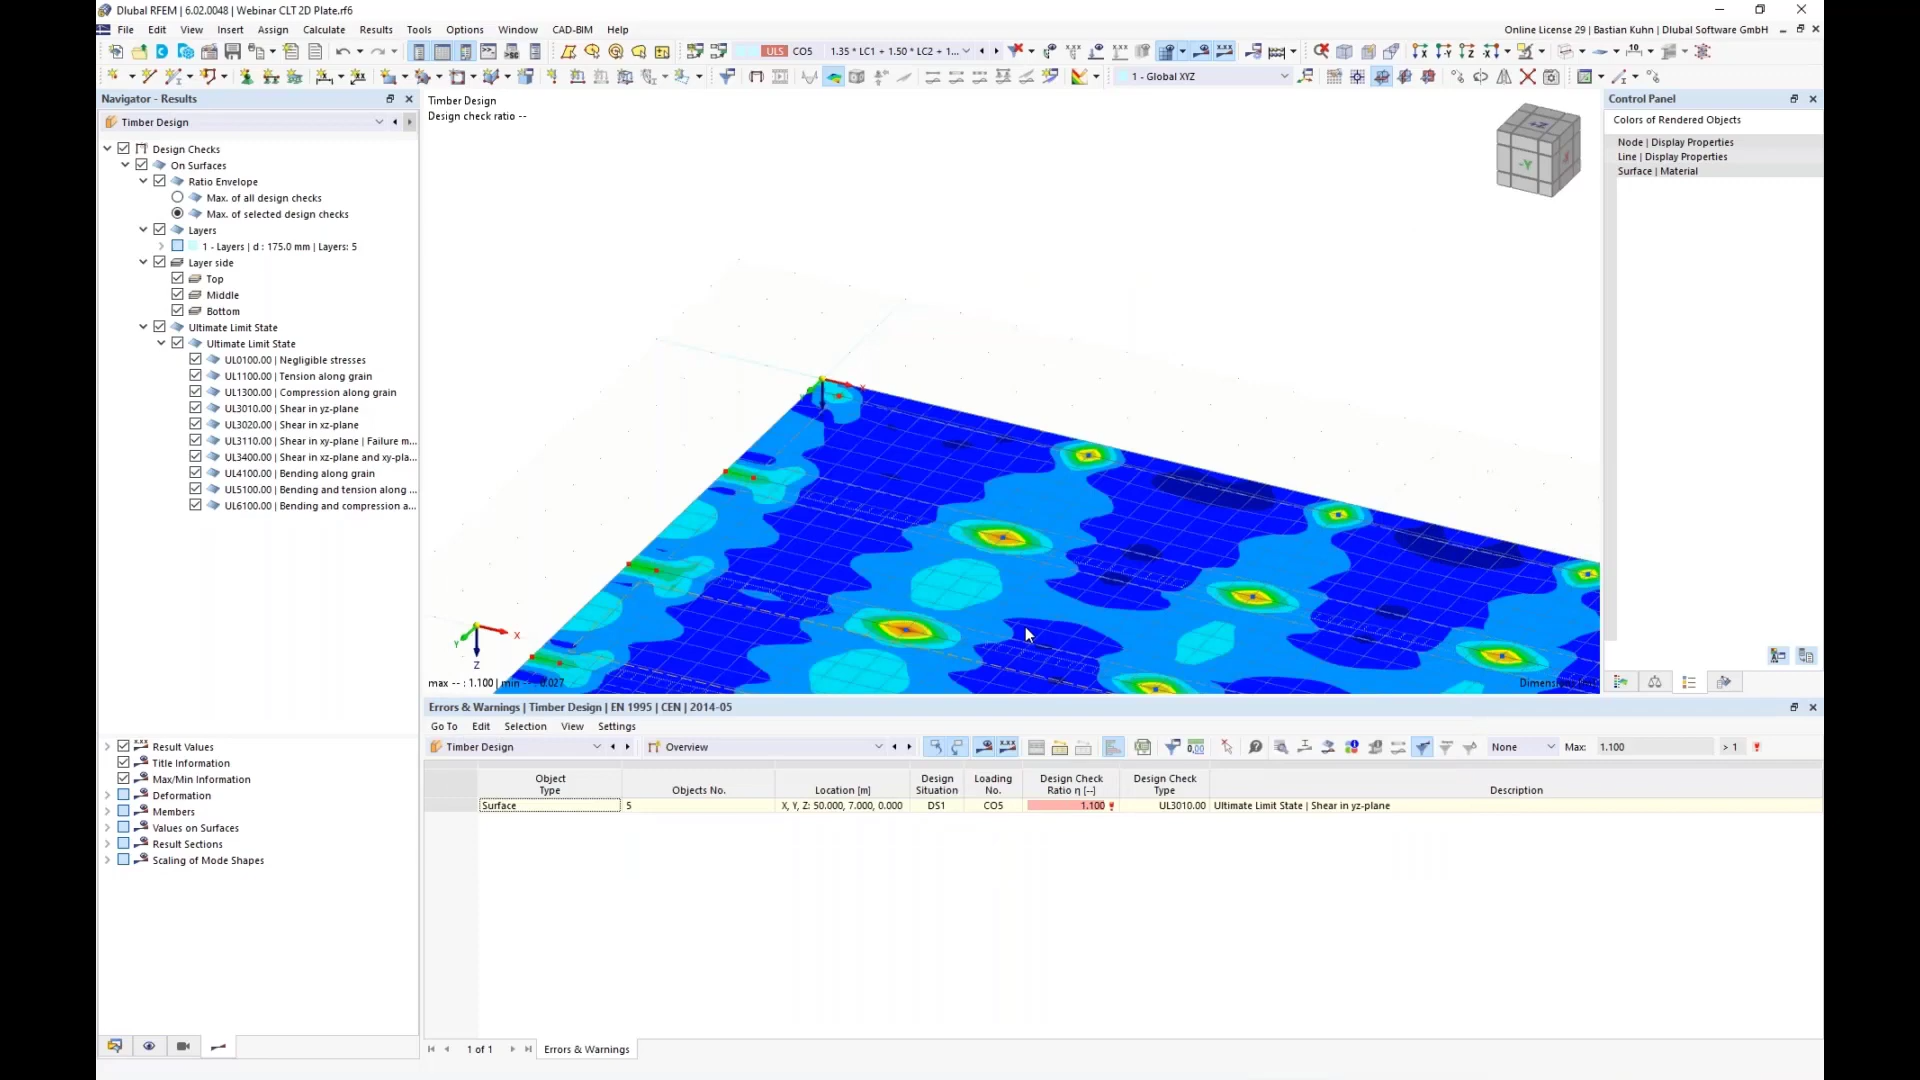 Dlubal RFEM | 6.02.0048 | Webinar CLT 2D Plate.rf6
File Edit View Insert Assign Calculate Results Tools Options Window CAD-BIM Help
Online License 29 | Bastian Kuhn | Dlubal Software GmbH
ULS CO5 1.35 * LC1 + 1.50 * LC2 + 1...
1 - Global XYZ
Navigator - Results
Timber Design
Design Checks
On Surfaces
Ratio Envelope
Max. of all design checks
Max. of selected design checks
Layers
1 - Layers | d : 175.0 mm | Layers: 5
Layer side
Top
Middle
Bottom
Ultimate Limit State
Ultimate Limit State
UL0100.00 | Negligible stresses
UL1100.00 | Tension along grain
UL1300.00 | Compression along grain
UL3010.00 | Shear in yz-plane
UL3020.00 | Shear in xz-plane
UL3110.00 | Shear in xy-plane | Failure m...
UL3400.00 | Shear in xz-plane and xy-pla...
UL4100.00 | Bending along grain
UL5100.00 | Bending and tension along ...
UL6100.00 | Bending and compression a...
Result Values
Title Information
Max/Min Information
Deformation
Members
Values on Surfaces
Result Sections
Scaling of Mode Shapes
Timber Design
Design check ratio --
+Z
-Y
X
X
Y
Z
max -- : 1.100 | min -- : 0.027
Control Panel
Colors of Rendered Objects
Node | Display Properties
Line | Display Properties
Surface | Material
Errors & Warnings | Timber Design | EN 1995 | CEN | 2014-05
Go To Edit Selection View Settings
Timber Design Overview None Max: 1.100 > 1
Object Type Objects No. Location [m] Design Situation Loading No. Design Check Ratio η [--] Design Check Type Description
Surface 5 X, Y, Z: 50.000, 7.000, 0.000 DS1 CO5 1.100 UL3010.00 Ultimate Limit State | Shear in yz-plane
1 of 1 Errors & Warnings